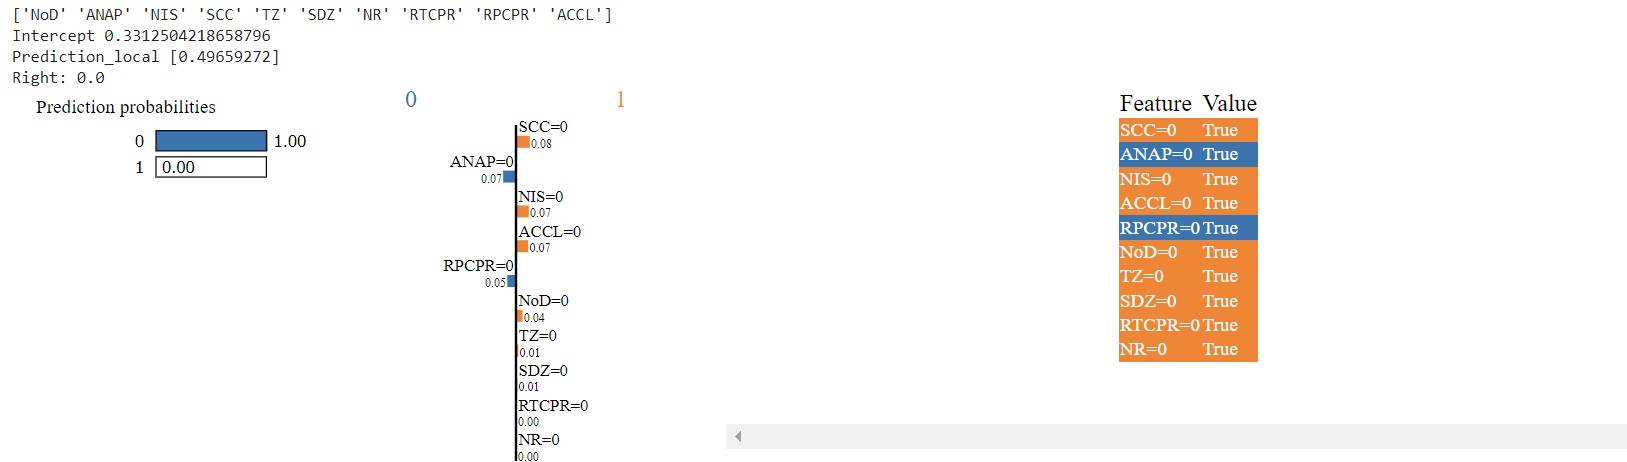 ['NoD' 'ANAP' 'NIS' 'SCC' 'TZ' 'SDZ' 'NR' 'RTCPR' 'RPCPR' 'ACCL']
Intercept 0.3312504218658796
Prediction_local [0.49659272]
Right: 0.0
Prediction probabilities
0 1.00
1 0.00
0 1
SCC=0
0.08
ANAP=0
0.07
NIS=0
0.07
ACCL=0
0.07
RPCPR=0
0.05
NoD=0
0.04
TZ=0
0.01
SDZ=0
0.01
RTCPR=0
0.00
NR=0
0.00
Feature Value
SCC=0 True
ANAP=0 True
NIS=0 True
ACCL=0 True
RPCPR=0 True
NoD=0 True
TZ=0 True
SDZ=0 True
RTCPR=0 True
NR=0 True